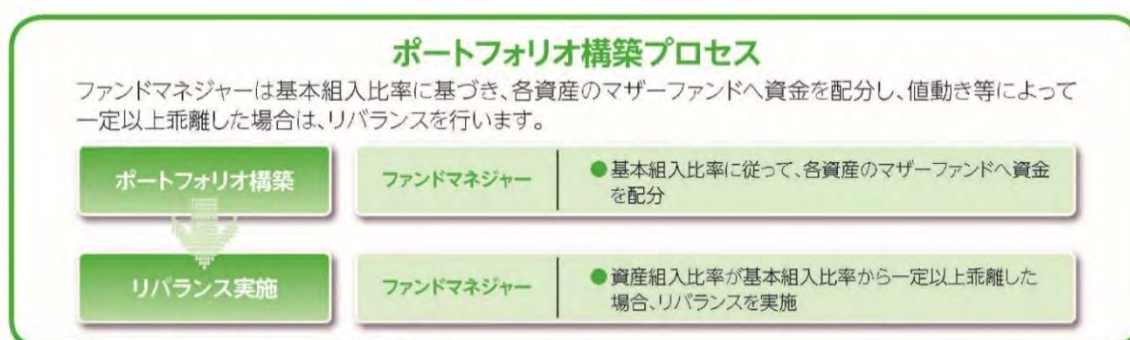 ポートフォリオ構築プロセス
ファンドマネジャーは基本組入比率に基づき、各資産のマザーファンドへ資金を配分し、値動き等によって
一定以上乖離した場合は、リバランスを行います。
ポートフォリオ構築
ファンドマネジャー
●基本組入比率に従って、各資産のマザーファンドへ資金
を配分
リバランス実施
ファンドマネジャー
●資産組入比率が基本組入比率から一定以上乖離した
場合、リバランスを実施